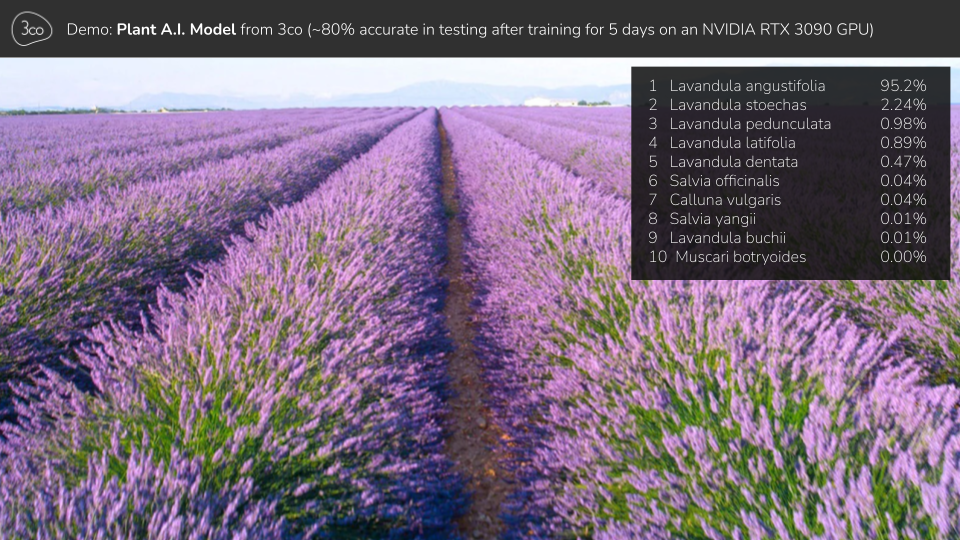 3co
Demo: Plant A.I. Model from 3co (~80% accurate in testing after training for 5 days on an NVIDIA RTX 3090 GPU)
1 Lavandula angustifolia 95.2%
2 Lavandula stoechas 2.24%
3 Lavandula pedunculata 0.98%
4 Lavandula latifolia 0.89%
5 Lavandula dentata 0.47%
6 Salvia officinalis 0.04%
7 Calluna vulgaris 0.04%
8 Salvia yangii 0.01%
9 Lavandula buchii 0.01%
10 Muscari botryoides 0.00%